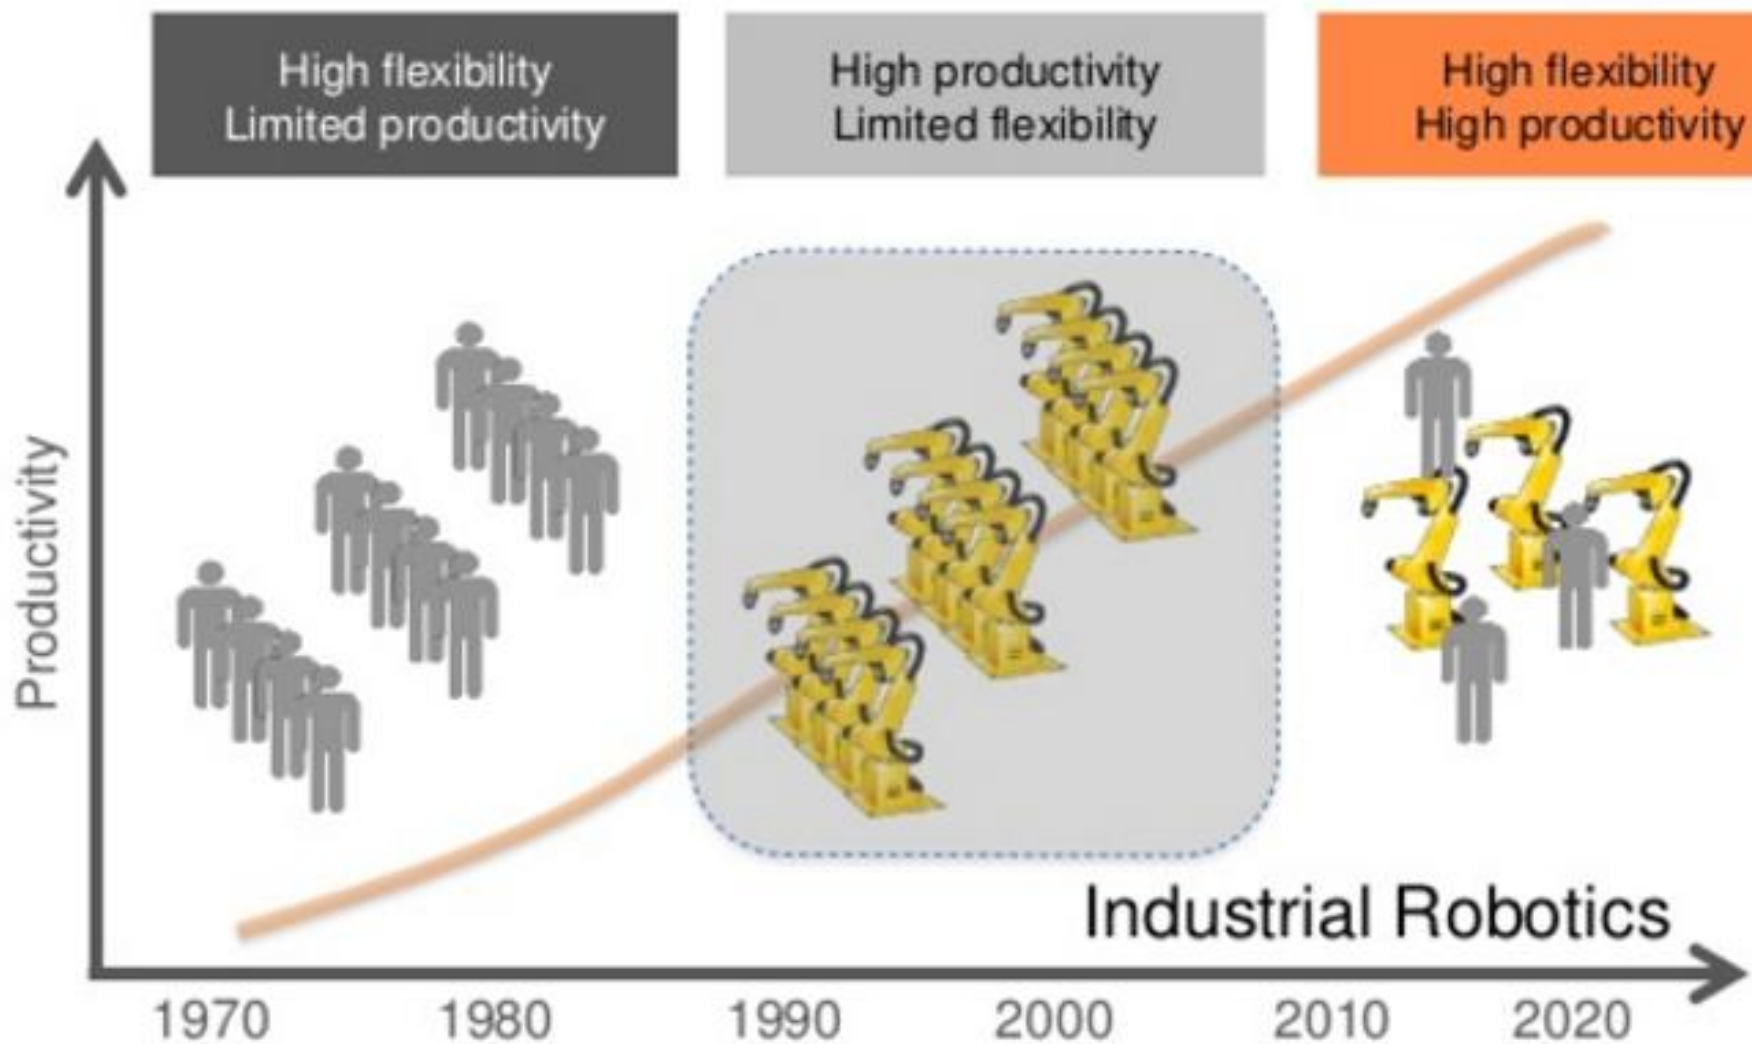 High flexibility
Limited productivity
High productivity
Limited flexibility
High flexibility
High productivity
Productivity
Industrial Robotics
1970 1980 1990 2000 2010 2020